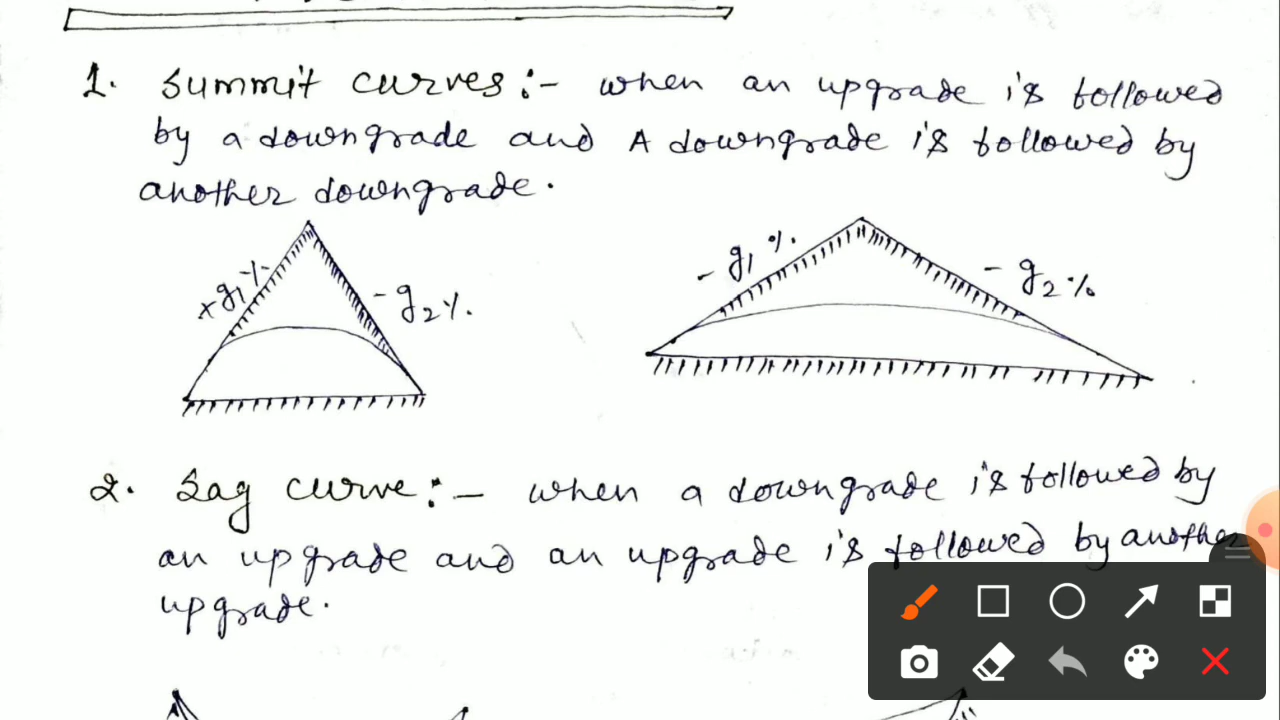 1. Summit curves :- when an upgrade is followed
by a downgrade and A downgrade is followed by
another downgrade.
+g1% -g2%
-g1% -g2%
2. Sag curve :- when a downgrade is followed by
an upgrade and an upgrade is followed by another
upgrade.